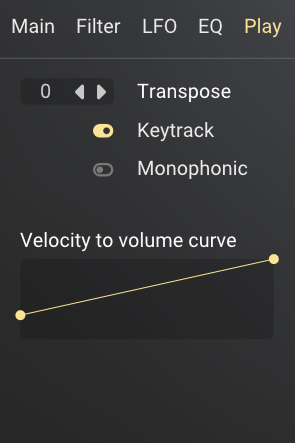 Main Filter LFO EQ Play
0 Transpose
Keytrack
Monophonic
Velocity to volume curve